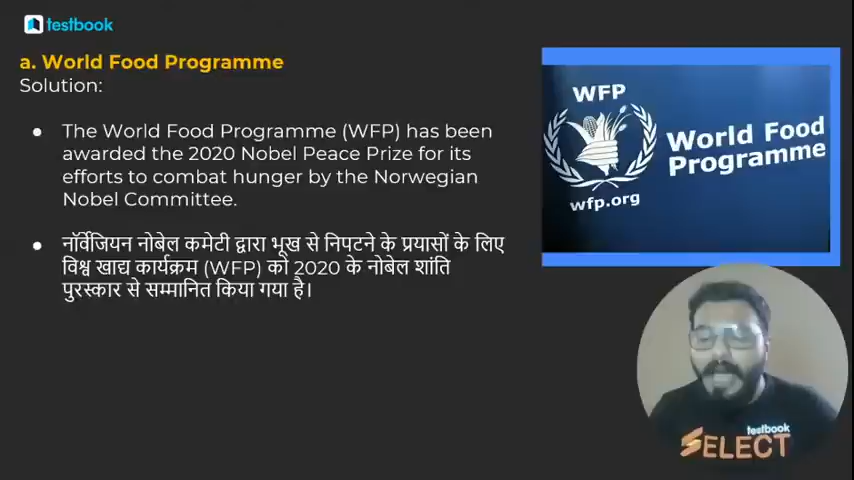 testbook
a. World Food Programme
Solution:
● The World Food Programme (WFP) has been
awarded the 2020 Nobel Peace Prize for its
efforts to combat hunger by the Norwegian
Nobel Committee.
● नॉर्वेजियन नोबेल कमेटी द्वारा भूख से निपटने के प्रयासों के लिए
विश्व खाद्य कार्यक्रम (WFP) को 2020 के नोबेल शांति
पुरस्कार से सम्मानित किया गया है।
WFP
World Food
Programme
wfp.org
testbook
SELECT